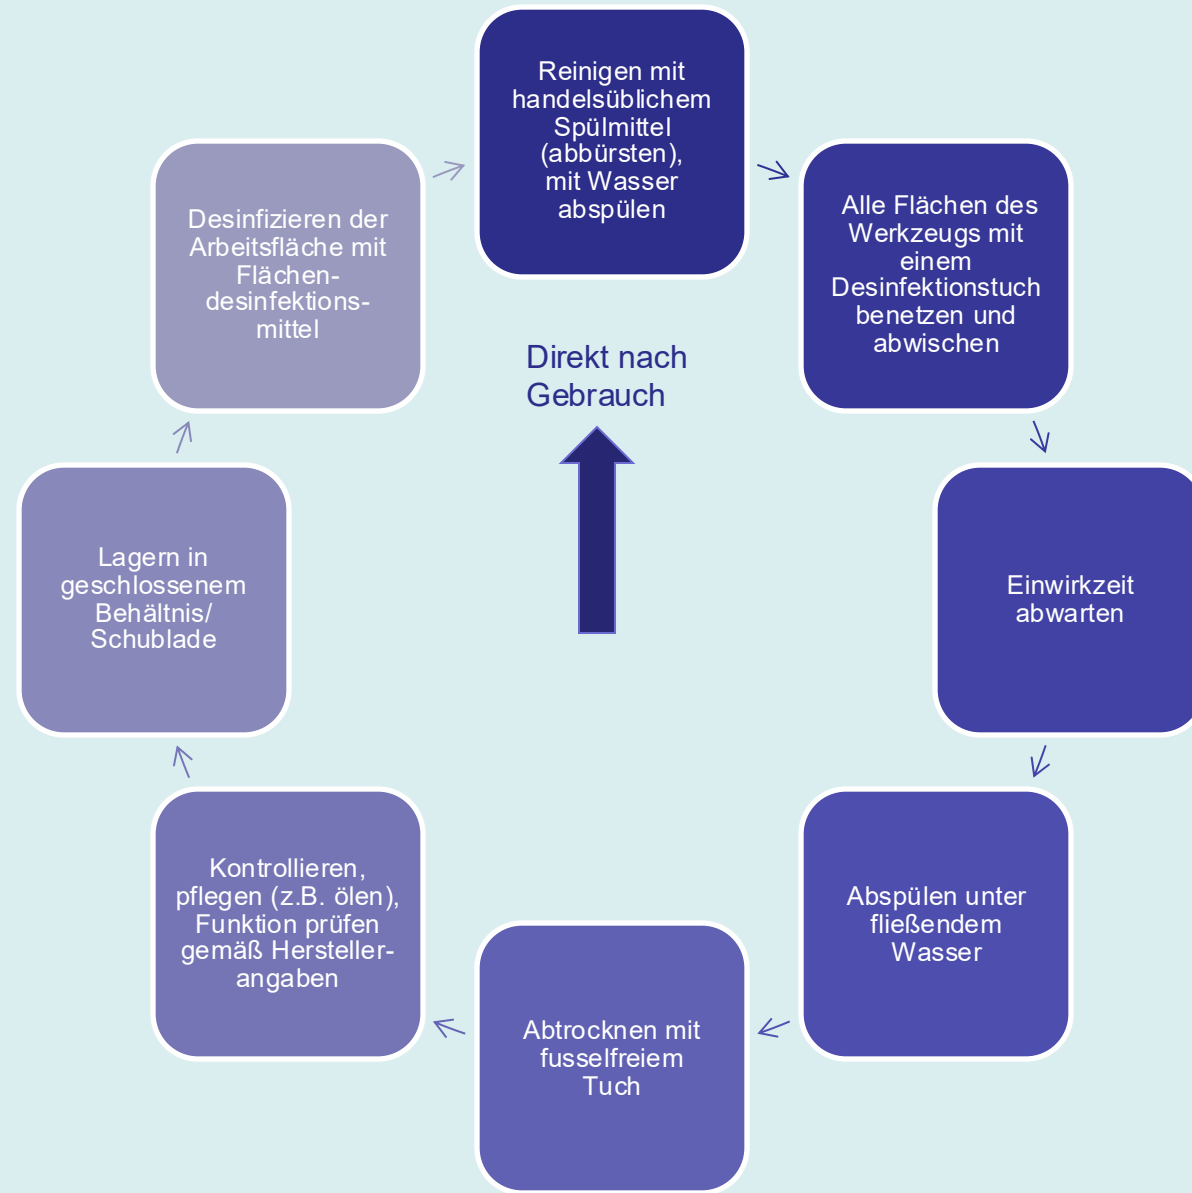 Reinigen mit
handelsüblichem
Spülmittel
(abbürsten),
mit Wasser
abspülen
Alle Flächen des
Werkzeugs mit
einem
Desinfektionstuch
benetzen und
abwischen
Einwirkzeit
abwarten
Abspülen unter
fließendem
Wasser
Abtrocknen mit
fusselfreiem
Tuch
Kontrollieren,
pflegen (z.B. ölen),
Funktion prüfen
gemäß Hersteller-
angaben
Lagern in
geschlossenem
Behältnis/
Schublade
Desinfizieren der
Arbeitsfläche mit
Flächen-
desinfektions-
mittel
Direkt nach
Gebrauch